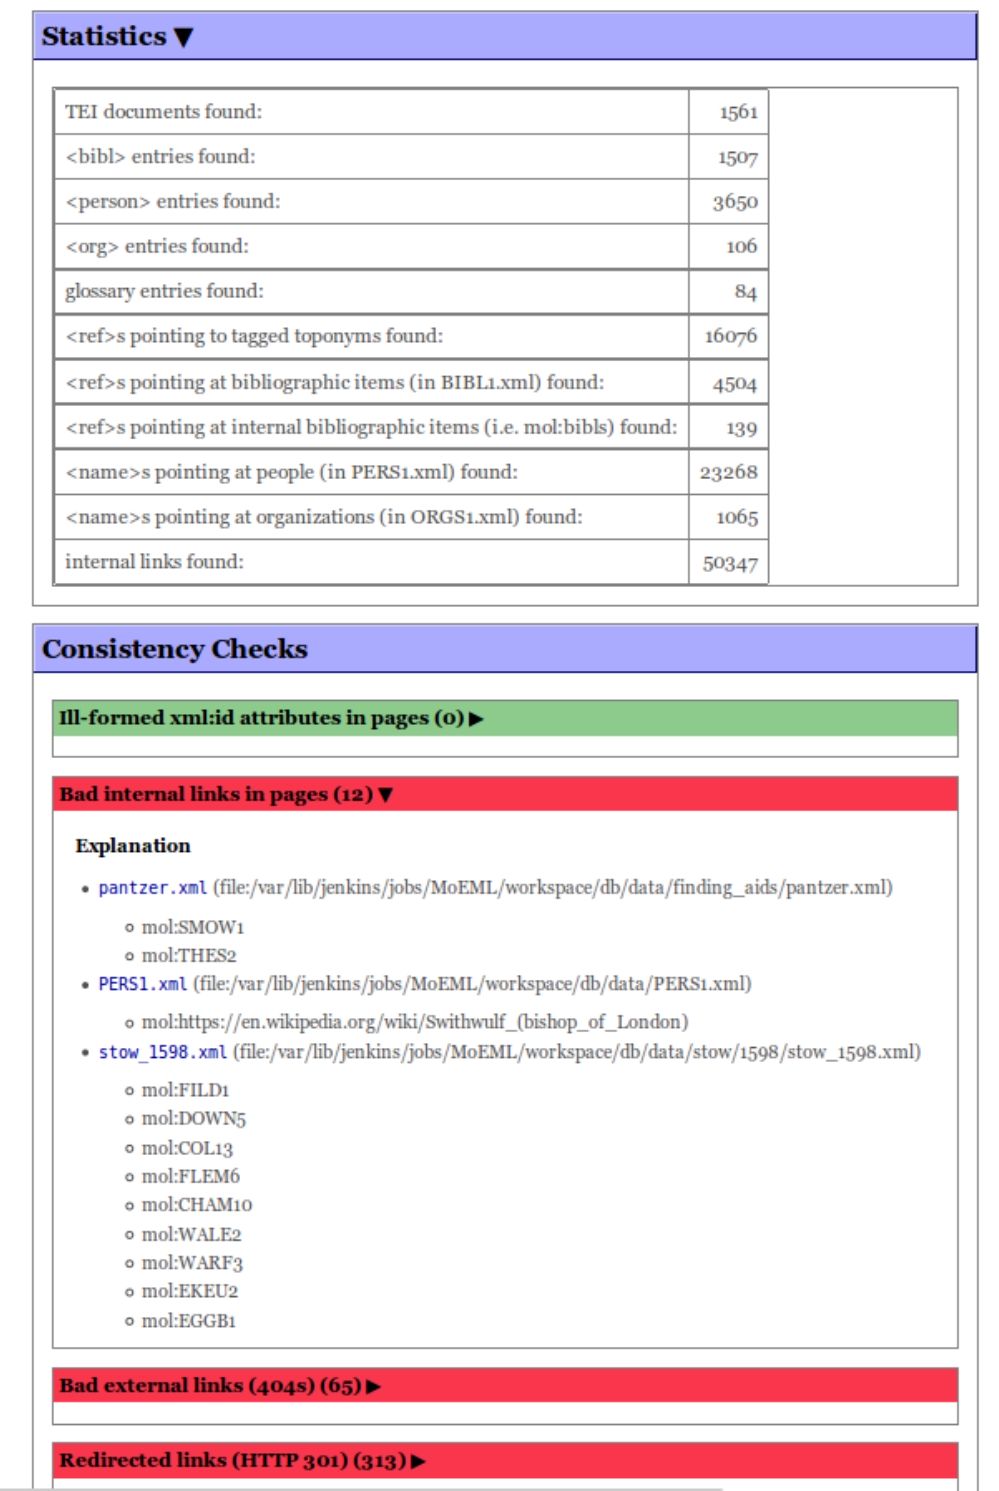 Statistics ▼
TEI documents found: 1561
<bibl> entries found: 1507
<person> entries found: 3650
<org> entries found: 106
glossary entries found: 84
<ref>s pointing to tagged toponyms found: 16076
<ref>s pointing at bibliographic items (in BIBL1.xml) found: 4504
<ref>s pointing at internal bibliographic items (i.e. mol:bibls) found: 139
<name>s pointing at people (in PERS1.xml) found: 23268
<name>s pointing at organizations (in ORGS1.xml) found: 1065
internal links found: 50347
Consistency Checks
Ill-formed xml:id attributes in pages (0) ▶
Bad internal links in pages (12) ▼
Explanation
• pantzer.xml (file:/var/lib/jenkins/jobs/MoEML/workspace/db/data/finding_aids/pantzer.xml)
◦ mol:SMOW1
◦ mol:THES2
• PERS1.xml (file:/var/lib/jenkins/jobs/MoEML/workspace/db/data/PERS1.xml)
◦ mol:https://en.wikipedia.org/wiki/Swithwulf_(bishop_of_London)
• stow_1598.xml (file:/var/lib/jenkins/jobs/MoEML/workspace/db/data/stow/1598/stow_1598.xml)
◦ mol:FILD1
◦ mol:DOWN5
◦ mol:COL13
◦ mol:FLEM6
◦ mol:CHAM10
◦ mol:WALE2
◦ mol:WARF3
◦ mol:EKEU2
◦ mol:EGGB1
Bad external links (404s) (65) ▶
Redirected links (HTTP 301) (313) ▶